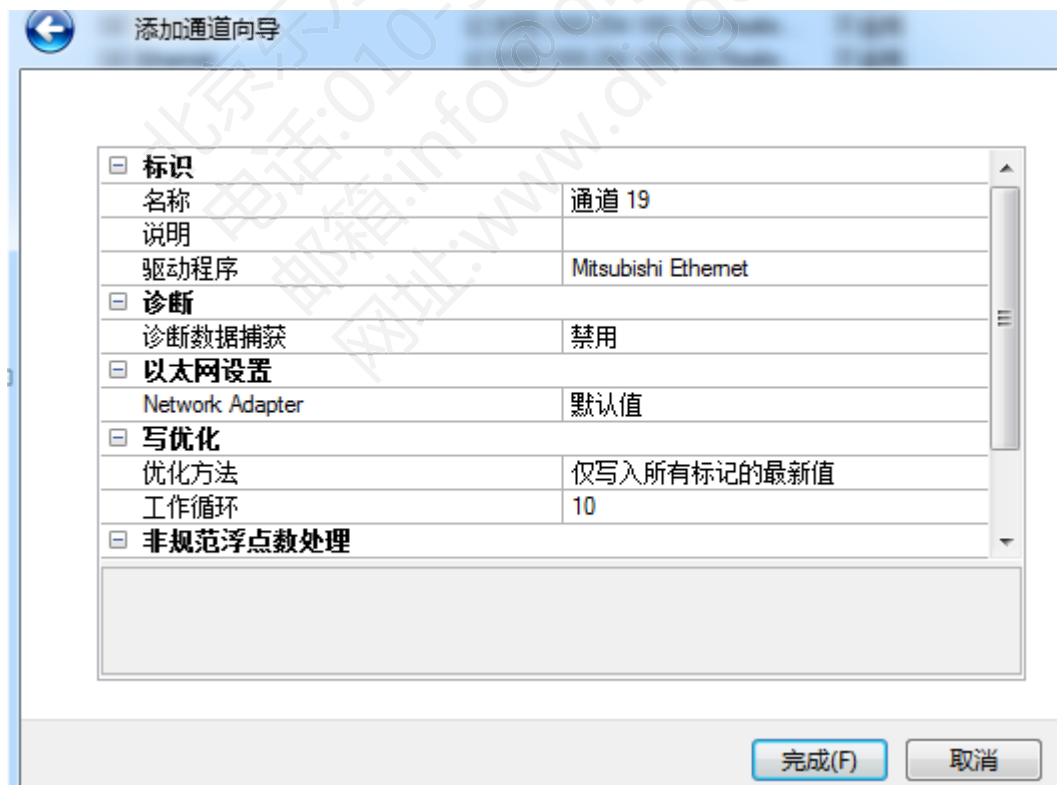 添加通道向导
标识
名称 通道 19
说明
驱动程序 Mitsubishi Ethernet
诊断
诊断数据捕获 禁用
以太网设置
Network Adapter 默认值
写优化
优化方法 仅写入所有标记的最新值
工作循环 10
非规范浮点数处理
完成(F) 取消